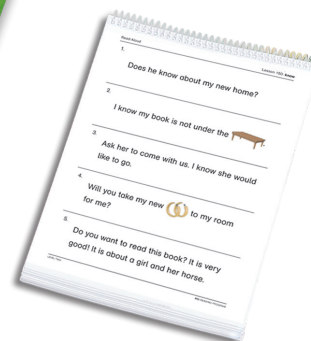 Read Aloud
Lesson 150: know
1.
Does he know about my new home?
2.
I know my book is not under the
3.
Ask her to come with us. I know she would
like to go.
4.
Will you take my new to my room
for me?
5.
Do you want to read this book? It is very
good! It is about a girl and her horse.